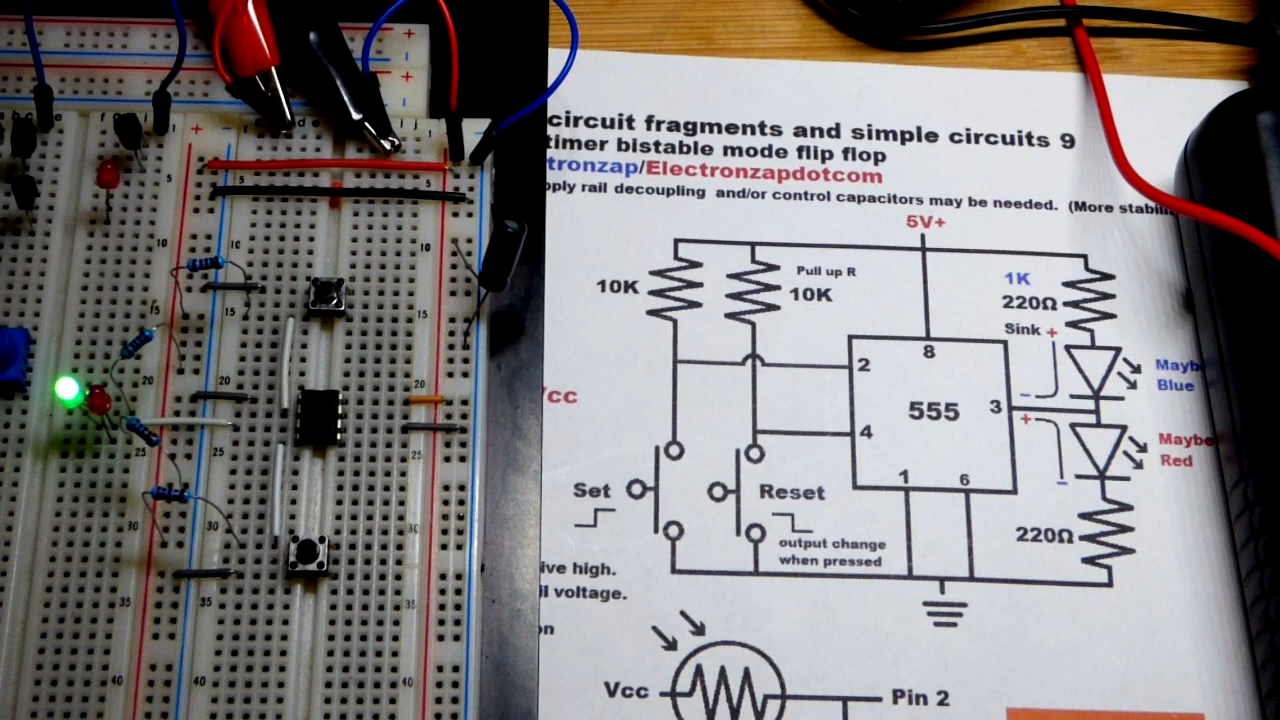 circuit fragments and simple circuits 9
timer bistable mode flip flop
tronzap/Electronzapdotcom
pply rail decoupling and/or control capacitors may be needed. (More stabili
5V+
10K
Pull up R
10K
1K
220Ω
Sink +
8
2
555
3
4
1
6
Mayb
Blue
Maybe
Red
Vcc
Set
Reset
output change
when pressed
220Ω
ive high.
il voltage.
on
Vcc
Pin 2